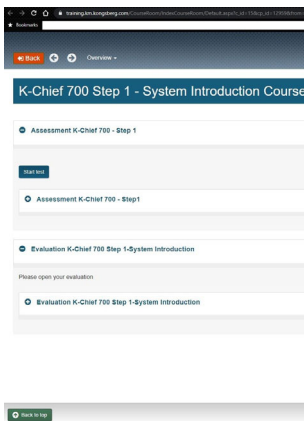 training.km.kongsberg.com/CourseRoom/IndexCourseRoom/Default.aspx
Bookmarks
Back
Overview
K-Chief 700 Step 1 - System Introduction Course
Assessment K-Chief 700 - Step 1
Start test
Assessment K-Chief 700 - Step1
Evaluation K-Chief 700 Step 1-System Introduction
Please open your evaluation
Evaluation K-Chief 700 Step 1-System Introduction
Back to top